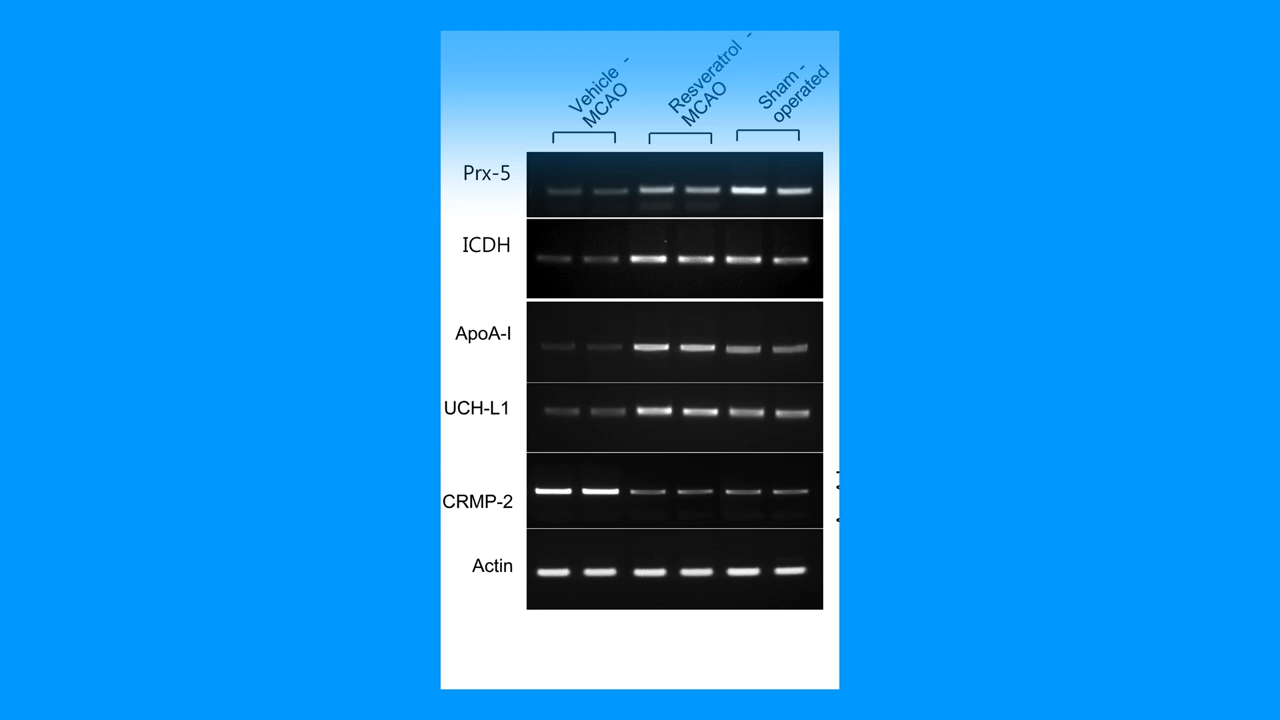 Vehicle -
MCAO
Resveratrol -
MCAO
Sham -
operated
Prx-5
ICDH
ApoA-I
UCH-L1
CRMP-2
Actin